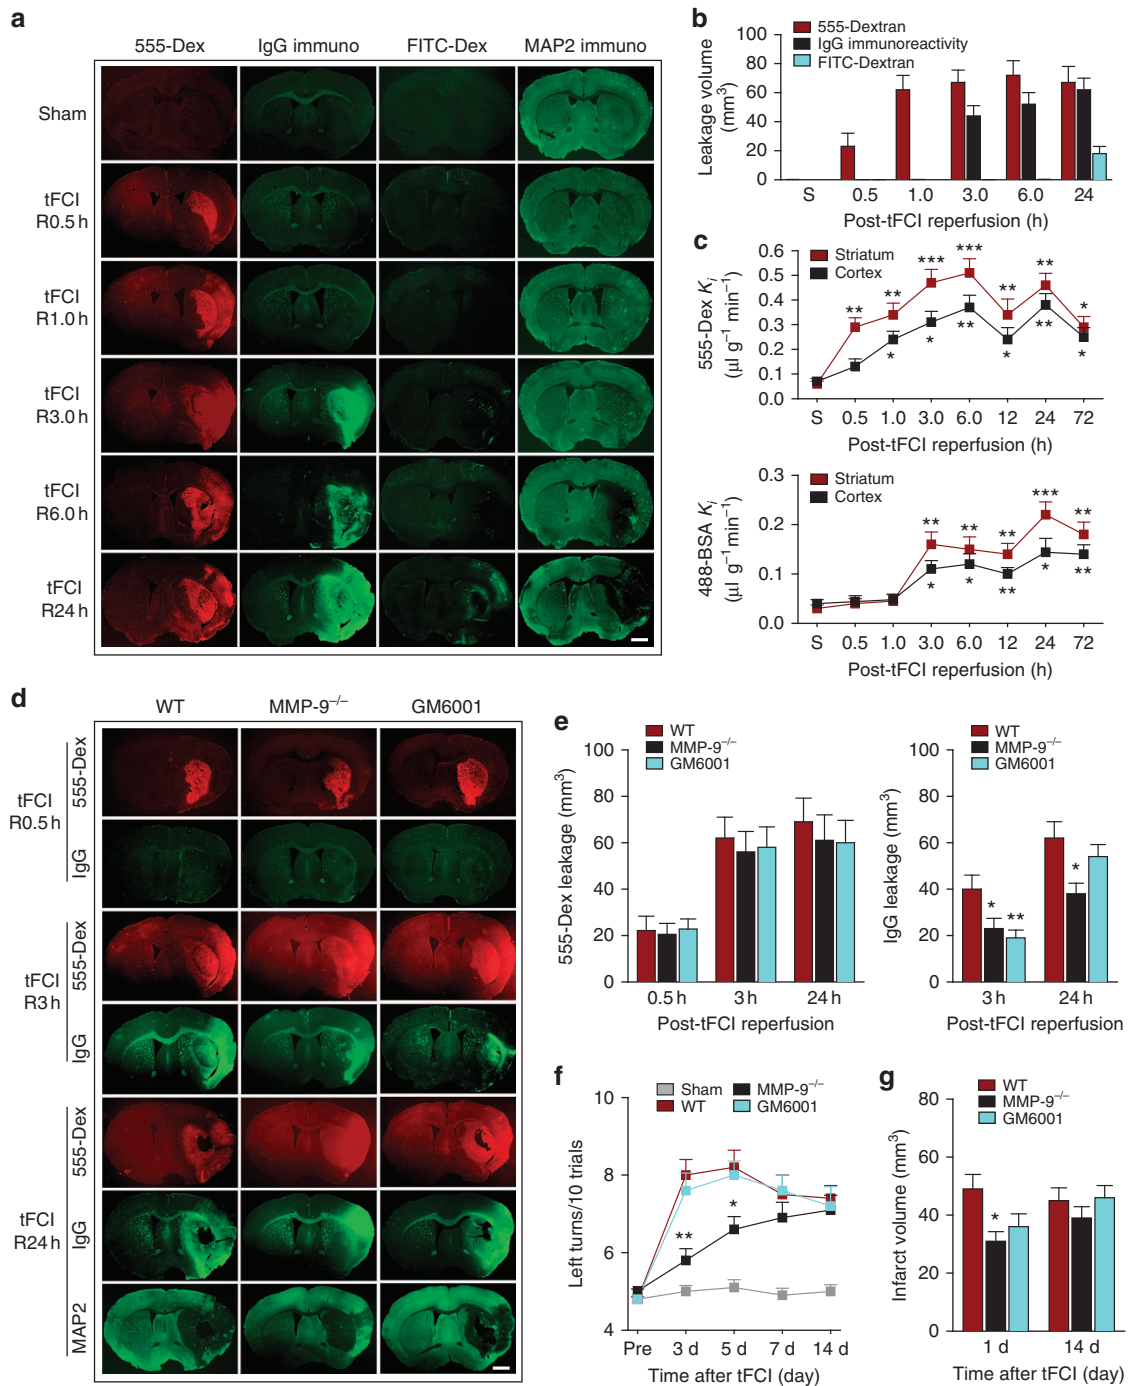 a
555-Dex IgG immuno FITC-Dex MAP2 immuno
Sham
tFCI
R0.5 h
tFCI
R1.0 h
tFCI
R3.0 h
tFCI
R6.0 h
tFCI
R24 h
b
555-Dextran
IgG immunoreactivity
FITC-Dextran
Leakage volume
(mm³)
80
60
40
20
0
S 0.5 1.0 3.0 6.0 24
Post-tFCI reperfusion (h)
c
Striatum
Cortex
555-Dex Kᵢ
(µl g⁻¹ min⁻¹)
0.6
0.5
0.4
0.3
0.2
0.1
0.0
** ** *** *** ** ** *
* * ** * ** *
S 0.5 1.0 3.0 6.0 12 24 72
Post-tFCI reperfusion (h)
Striatum
Cortex
488-BSA Kᵢ
(µl g⁻¹ min⁻¹)
0.3
0.2
0.1
0.0
** ** ** *** **
* * ** * **
S 0.5 1.0 3.0 6.0 12 24 72
Post-tFCI reperfusion (h)
d
WT MMP-9⁻/⁻ GM6001
tFCI
R0.5 h
555-Dex
IgG
tFCI
R3 h
555-Dex
IgG
tFCI
R24 h
555-Dex
IgG
MAP2
e
WT
MMP-9⁻/⁻
GM6001
555-Dex leakage (mm³)
100
80
60
40
20
0
0.5 h 3 h 24 h
Post-tFCI reperfusion
WT
MMP-9⁻/⁻
GM6001
IgG leakage (mm³)
100
80
60
40
20
0
* ** *
3 h 24 h
Post-tFCI reperfusion
f
Sham MMP-9⁻/⁻
WT GM6001
Left turns/10 trials
10
8
6
4
** *
Pre 3 d 5 d 7 d 14 d
Time after tFCI (day)
g
WT
MMP-9⁻/⁻
GM6001
Infarct volume (mm³)
80
60
40
20
0
*
1 d 14 d
Time after tFCI (day)